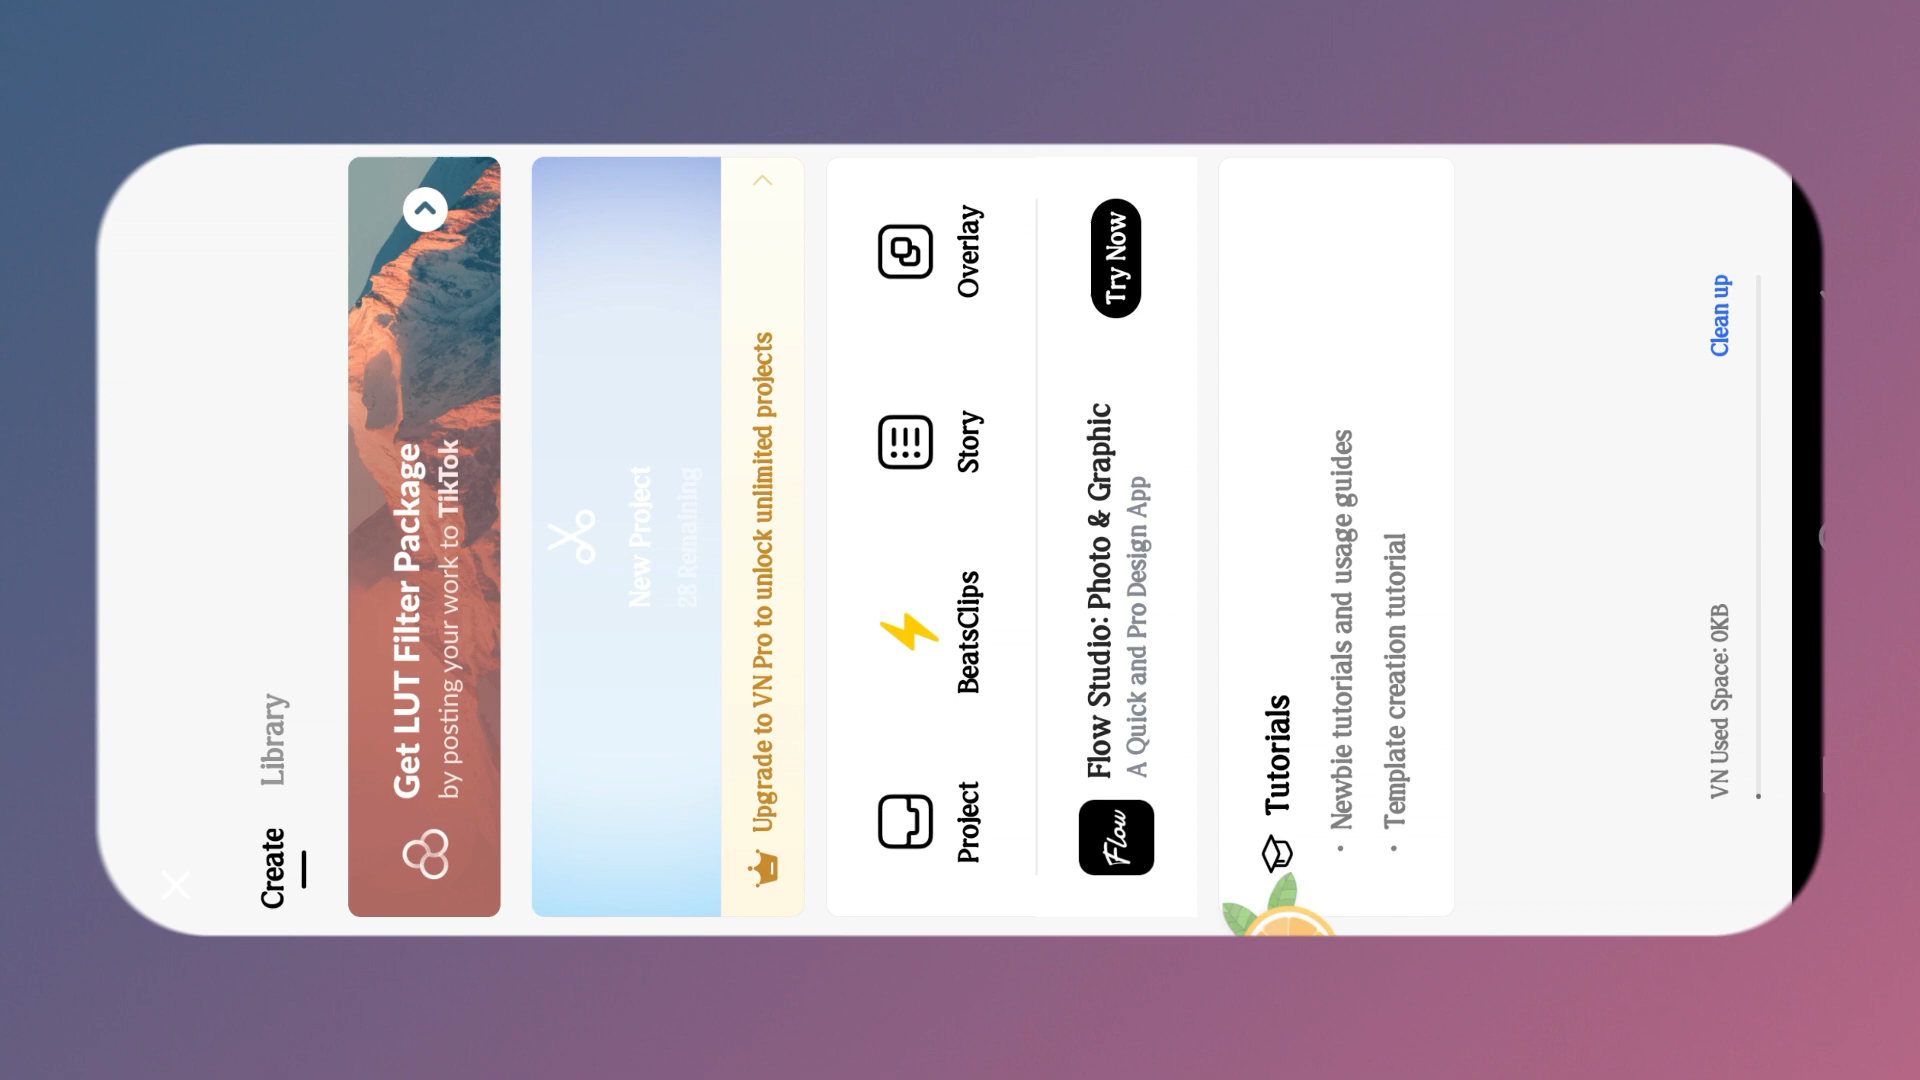 Create Library
Get LUT Filter Package
by posting your work to TikTok
New Project
28 Remaining
Upgrade to VN Pro to unlock unlimited projects
Project BeatsClips Story Overlay
Flow
Flow Studio: Photo & Graphic
A Quick and Pro Design App
Try Now
Tutorials
· Newbie tutorials and usage guides
· Template creation tutorial
VN Used Space: 0KB Clean up